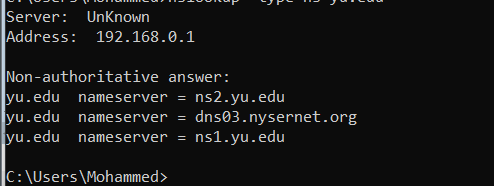 C:\Users\Mohammed>nslookup -type=ns yu.edu
Server:  UnKnown
Address:  192.168.0.1
Non-authoritative answer:
yu.edu  nameserver = ns2.yu.edu
yu.edu  nameserver = dns03.nysernet.org
yu.edu  nameserver = ns1.yu.edu
C:\Users\Mohammed>